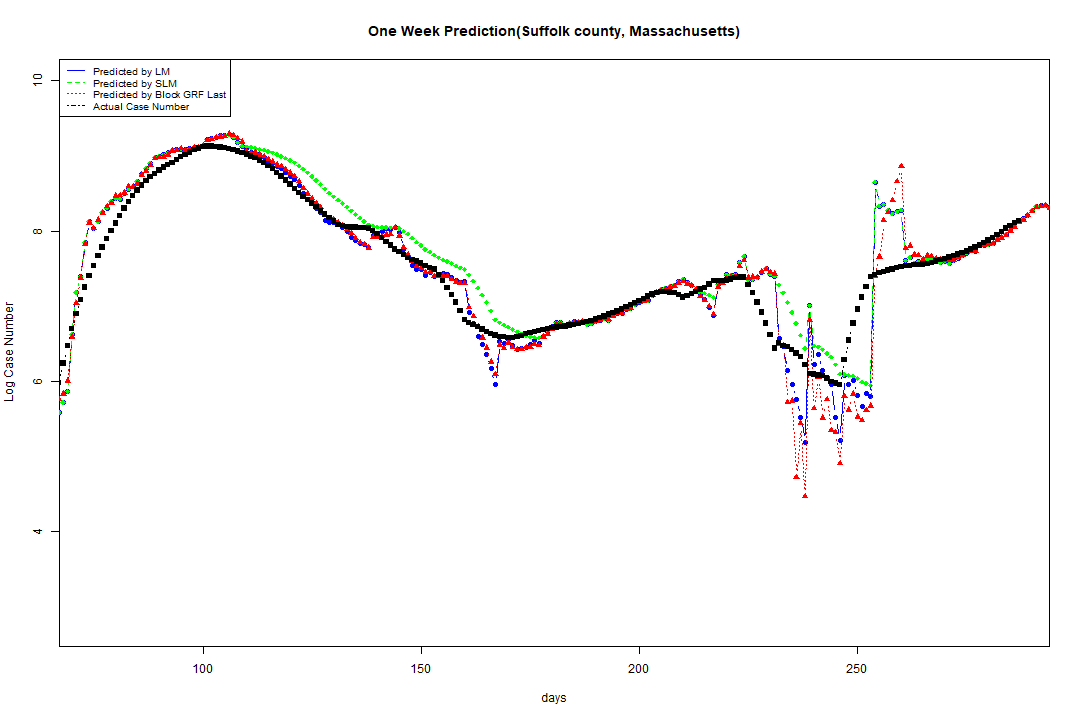 One Week Prediction(Suffolk county, Massachusetts)
Predicted by LM
Predicted by SLM
Predicted by Block GRF Last
Actual Case Number
Log Case Number
10
8
6
4
100
150
200
250
days